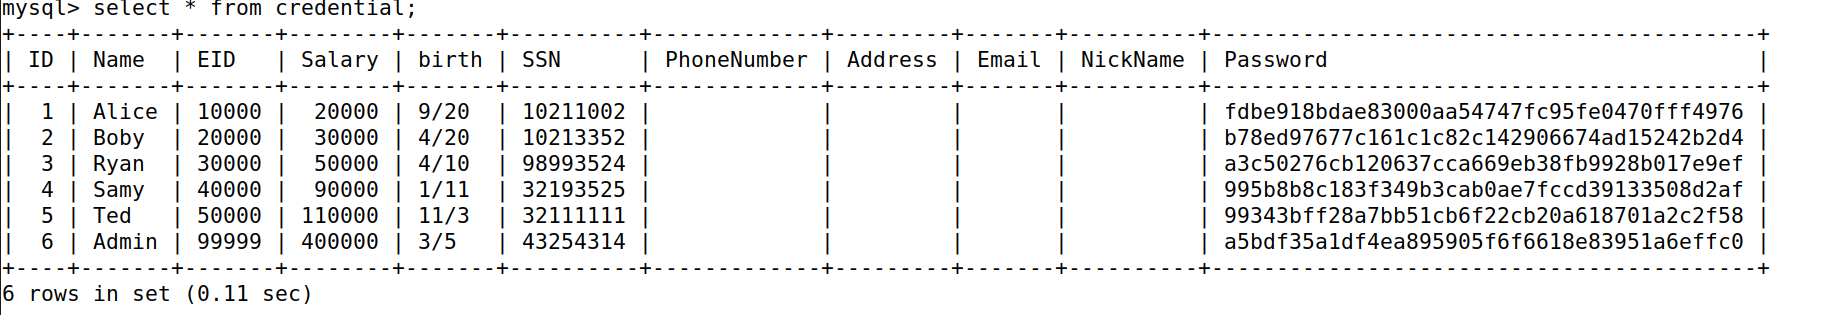 mysql> select * from credential;
+----+-------+-------+--------+-------+----------+-------------+---------+-------+----------+------------------------------------------+
| ID | Name  | EID   | Salary | birth | SSN      | PhoneNumber | Address | Email | NickName | Password                                 |
+----+-------+-------+--------+-------+----------+-------------+---------+-------+----------+------------------------------------------+
|  1 | Alice | 10000 |  20000 | 9/20  | 10211002 |             |         |       |          | fdbe918bdae83000aa54747fc95fe0470fff4976 |
|  2 | Boby  | 20000 |  30000 | 4/20  | 10213352 |             |         |       |          | b78ed97677c161c1c82c142906674ad15242b2d4 |
|  3 | Ryan  | 30000 |  50000 | 4/10  | 98993524 |             |         |       |          | a3c50276cb120637cca669eb38fb9928b017e9ef |
|  4 | Samy  | 40000 |  90000 | 1/11  | 32193525 |             |         |       |          | 995b8b8c183f349b3cab0ae7fccd39133508d2af |
|  5 | Ted   | 50000 | 110000 | 11/3  | 32111111 |             |         |       |          | 99343bff28a7bb51cb6f22cb20a618701a2c2f58 |
|  6 | Admin | 99999 | 400000 | 3/5   | 43254314 |             |         |       |          | a5bdf35a1df4ea895905f6f6618e83951a6effc0 |
+----+-------+-------+--------+-------+----------+-------------+---------+-------+----------+------------------------------------------+
6 rows in set (0.11 sec)